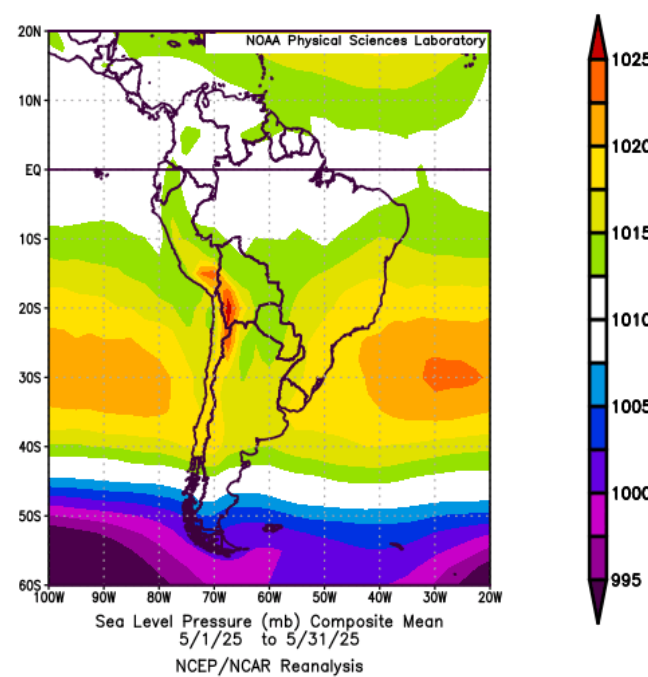 NOAA Physical Sciences Laboratory
20N
10N
EQ
10S
20S
30S
40S
50S
60S
100W 90W 80W 70W 60W 50W 40W 30W 20W
1025
1020
1015
1010
1005
1000
995
Sea Level Pressure (mb) Composite Mean
5/1/25 to 5/31/25
NCEP/NCAR Reanalysis